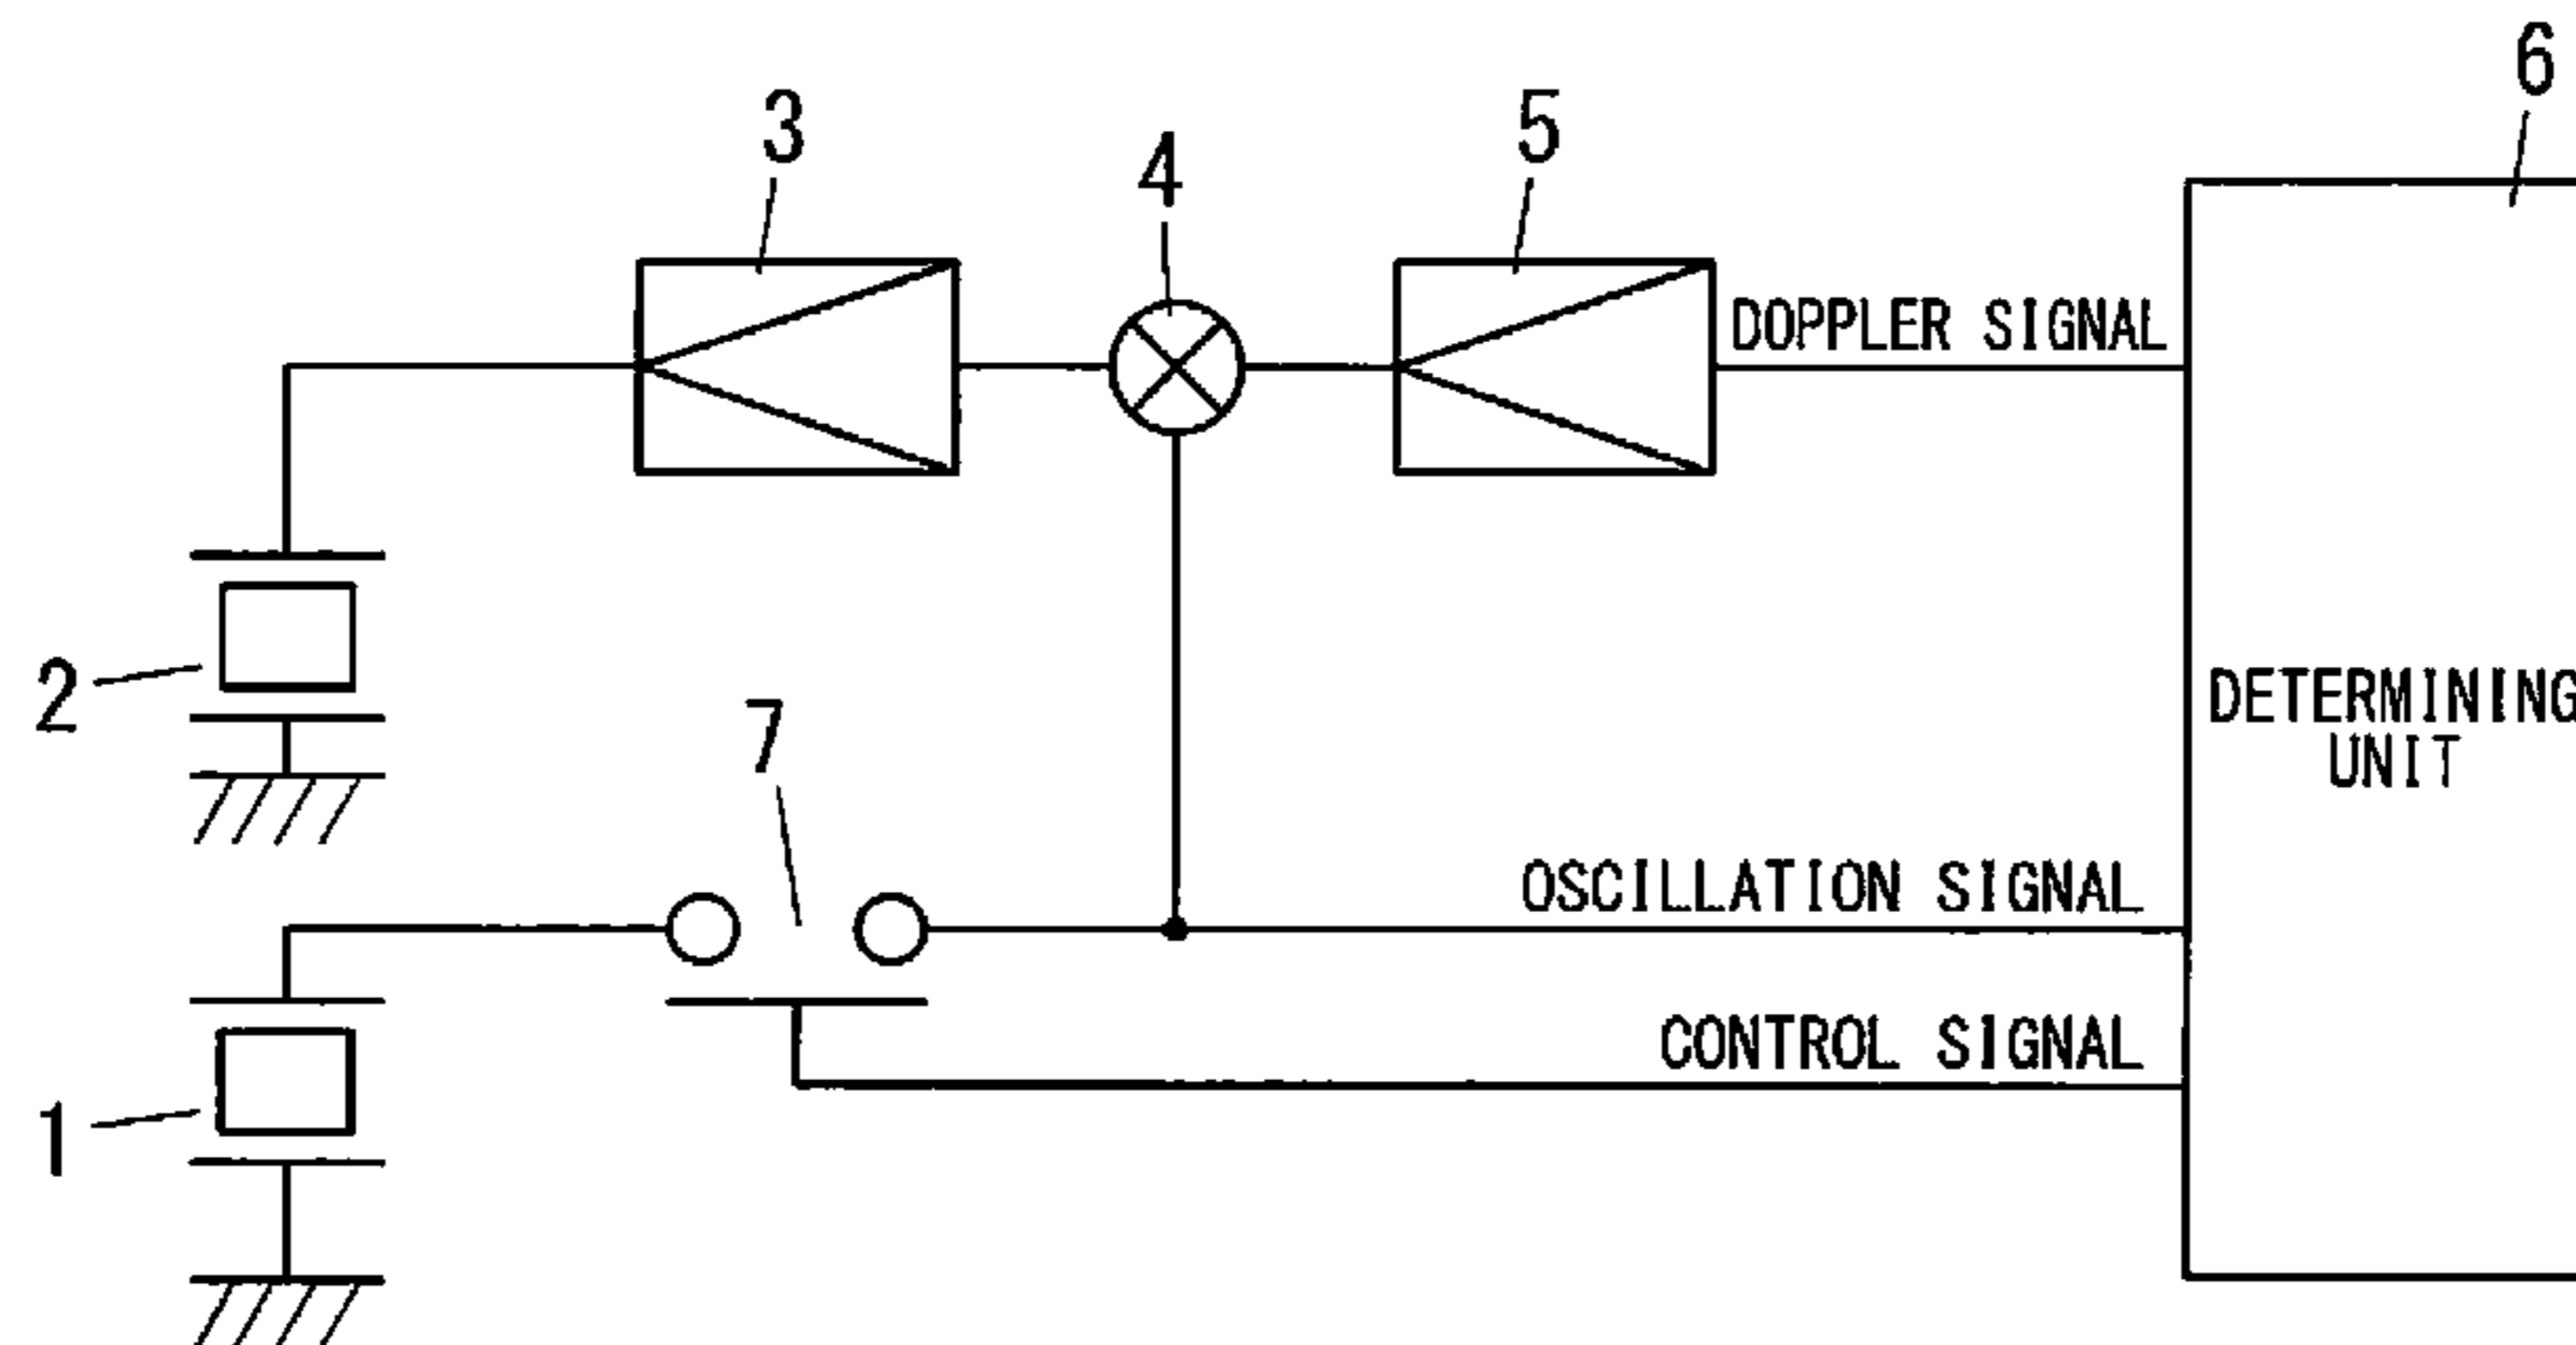 6
3
5
4
DOPPLER SIGNAL
2
7
DETERMINING
UNIT
OSCILLATION SIGNAL
CONTROL SIGNAL
1